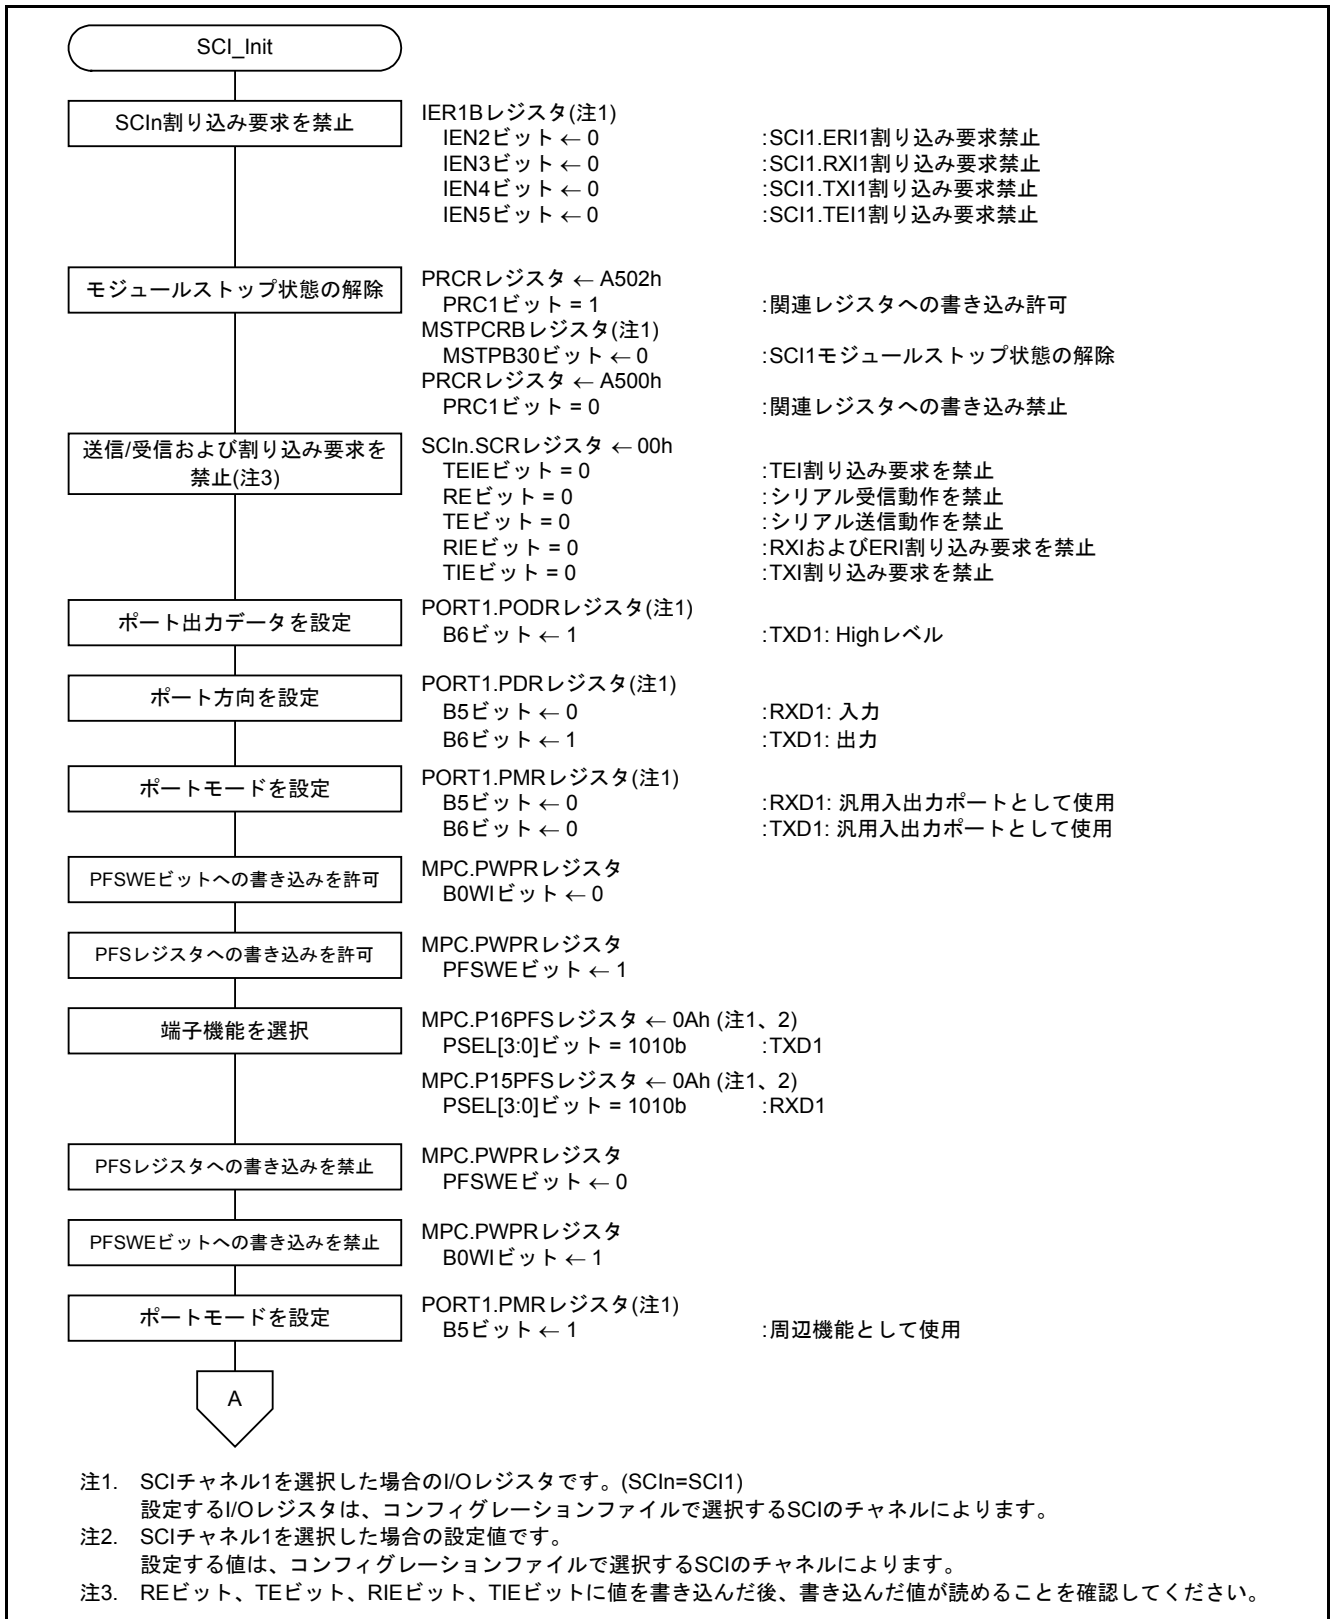 SCI_Init
SCIn割り込み要求を禁止
IER1Bレジスタ(注1)
IEN2ビット ← 0 :SCI1.ERI1割り込み要求禁止
IEN3ビット ← 0 :SCI1.RXI1割り込み要求禁止
IEN4ビット ← 0 :SCI1.TXI1割り込み要求禁止
IEN5ビット ← 0 :SCI1.TEI1割り込み要求禁止
モジュールストップ状態の解除
PRCRレジスタ ← A502h
PRC1ビット = 1 :関連レジスタへの書き込み許可
MSTPCRBレジスタ(注1)
MSTPB30ビット ← 0 :SCI1モジュールストップ状態の解除
PRCRレジスタ ← A500h
PRC1ビット = 0 :関連レジスタへの書き込み禁止
送信/受信および割り込み要求を
禁止(注3)
SCIn.SCRレジスタ ← 00h
TEIEビット = 0 :TEI割り込み要求を禁止
REビット = 0 :シリアル受信動作を禁止
TEビット = 0 :シリアル送信動作を禁止
RIEビット = 0 :RXIおよびERI割り込み要求を禁止
TIEビット = 0 :TXI割り込み要求を禁止
ポート出力データを設定
PORT1.PODRレジスタ(注1)
B6ビット ← 1 :TXD1: Highレベル
ポート方向を設定
PORT1.PDRレジスタ(注1)
B5ビット ← 0 :RXD1: 入力
B6ビット ← 1 :TXD1: 出力
ポートモードを設定
PORT1.PMRレジスタ(注1)
B5ビット ← 0 :RXD1: 汎用入出力ポートとして使用
B6ビット ← 0 :TXD1: 汎用入出力ポートとして使用
PFSWEビットへの書き込みを許可
MPC.PWPRレジスタ
B0WIビット ← 0
PFSレジスタへの書き込みを許可
MPC.PWPRレジスタ
PFSWEビット ← 1
端子機能を選択
MPC.P16PFSレジスタ ← 0Ah (注1、2)
PSEL[3:0]ビット = 1010b :TXD1
MPC.P15PFSレジスタ ← 0Ah (注1、2)
PSEL[3:0]ビット = 1010b :RXD1
PFSレジスタへの書き込みを禁止
MPC.PWPRレジスタ
PFSWEビット ← 0
PFSWEビットへの書き込みを禁止
MPC.PWPRレジスタ
B0WIビット ← 1
ポートモードを設定
PORT1.PMRレジスタ(注1)
B5ビット ← 1 :周辺機能として使用
A
注1. SCIチャネル1を選択した場合のI/Oレジスタです。(SCIn=SCI1)
設定するI/Oレジスタは、コンフィグレーションファイルで選択するSCIのチャネルによります。
注2. SCIチャネル1を選択した場合の設定値です。
設定する値は、コンフィグレーションファイルで選択するSCIのチャネルによります。
注3. REビット、TEビット、RIEビット、TIEビットに値を書き込んだ後、書き込んだ値が読めることを確認してください。